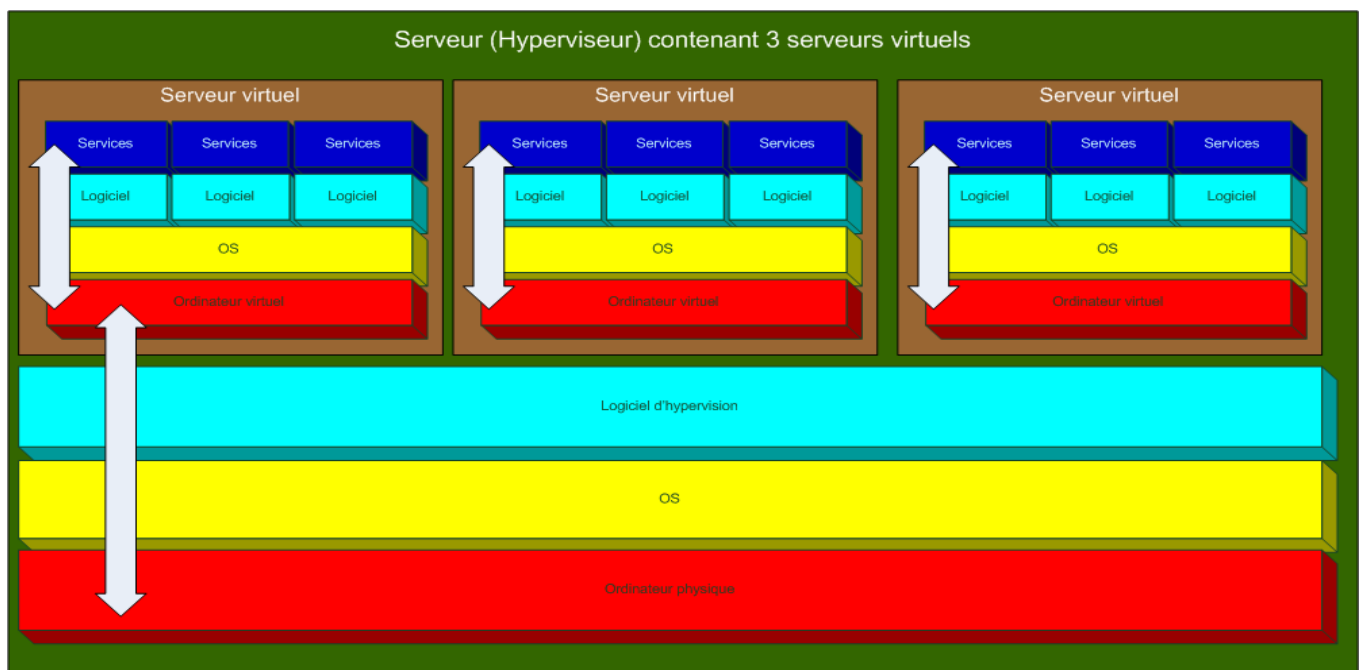 Serveur (Hyperviseur) contenant 3 serveurs virtuels
Serveur virtuel Serveur virtuel Serveur virtuel
Services Services Services Services Services Services Services Services Services
Logiciel Logiciel Logiciel Logiciel Logiciel Logiciel Logiciel Logiciel Logiciel
OS OS OS
Ordinateur virtuel Ordinateur virtuel Ordinateur virtuel
Logiciel d'hypervision
OS
Ordinateur physique